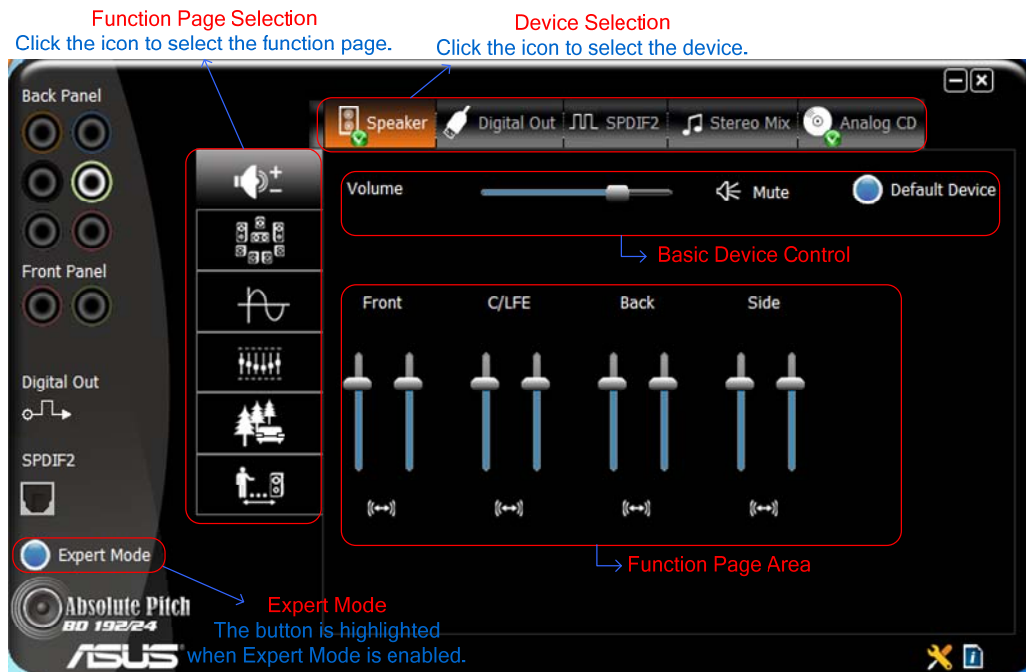 Function Page Selection
Click the icon to select the function page.
Device Selection
Click the icon to select the device.
Back Panel
Speaker
Digital Out
SPDIF2
Stereo Mix
Analog CD
Volume
Mute
Default Device
Basic Device Control
Front Panel
Front
C/LFE
Back
Side
Digital Out
SPDIF2
Expert Mode
Function Page Area
Absolute Pitch
BD 192/24
Expert Mode
The button is highlighted
when Expert Mode is enabled.
ASUS